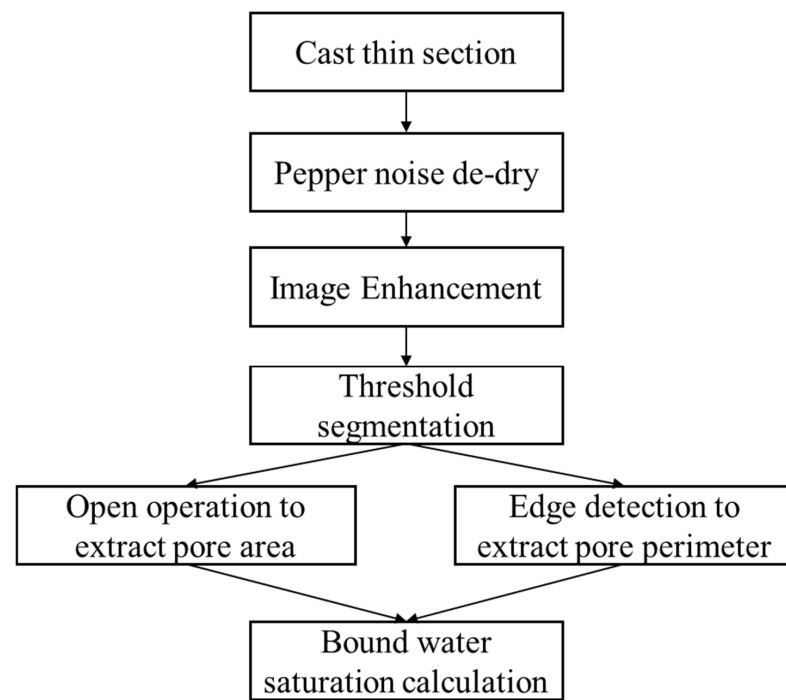 Cast thin section
Pepper noise de-dry
Image Enhancement
Threshold
segmentation
Open operation to
extract pore area
Edge detection to
extract pore perimeter
Bound water
saturation calculation